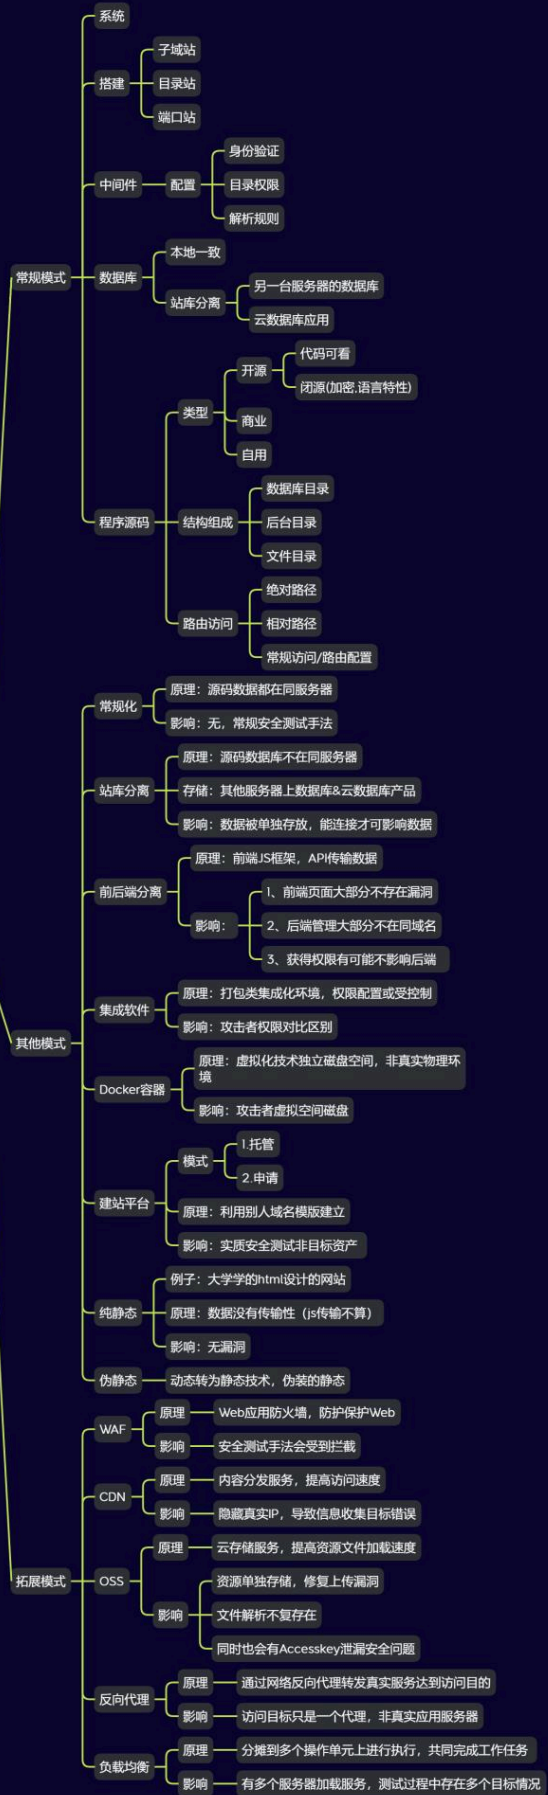 常规模式
系统
搭建
子域站
目录站
端口站
中间件
配置
身份验证
目录权限
解析规则
数据库
本地一致
站库分离
另一台服务器的数据库
云数据库应用
程序源码
类型
开源
代码可看
闭源(加密,语言特性)
商业
自用
结构组成
数据库目录
后台目录
文件目录
路由访问
绝对路径
相对路径
常规访问/路由配置
其他模式
常规化
原理：源码数据都在同服务器
影响：无，常规安全测试手法
站库分离
原理：源码数据库不在同服务器
存储：其他服务器上数据库&云数据库产品
影响：数据被单独存放，能连接才可影响数据
前后端分离
原理：前端JS框架，API传输数据
影响：
1、前端页面大部分不存在漏洞
2、后端管理大部分不在同域名
3、获得权限有可能不影响后端
集成软件
原理：打包类集成化环境，权限配置或受控制
影响：攻击者权限对比区别
Docker容器
原理：虚拟化技术独立磁盘空间，非真实物理环
境
影响：攻击者虚拟空间磁盘
建站平台
模式
1.托管
2.申请
原理：利用别人域名模版建立
影响：实质安全测试非目标资产
纯静态
例子：大学学的html设计的网站
原理：数据没有传输性（js传输不算）
影响：无漏洞
伪静态
动态转为静态技术，伪装的静态
拓展模式
WAF
原理
Web应用防火墙，防护保护Web
影响
安全测试手法会受到拦截
CDN
原理
内容分发服务，提高访问速度
影响
隐藏真实IP，导致信息收集目标错误
OSS
原理
云存储服务，提高资源文件加载速度
影响
资源单独存储，修复上传漏洞
文件解析不复存在
同时也会有Accesskey泄漏安全问题
反向代理
原理
通过网络反向代理转发真实服务达到访问目的
影响
访问目标只是一个代理，非真实应用服务器
负载均衡
原理
分摊到多个操作单元上进行执行，共同完成工作任务
影响
有多个服务器加载服务，测试过程中存在多个目标情况